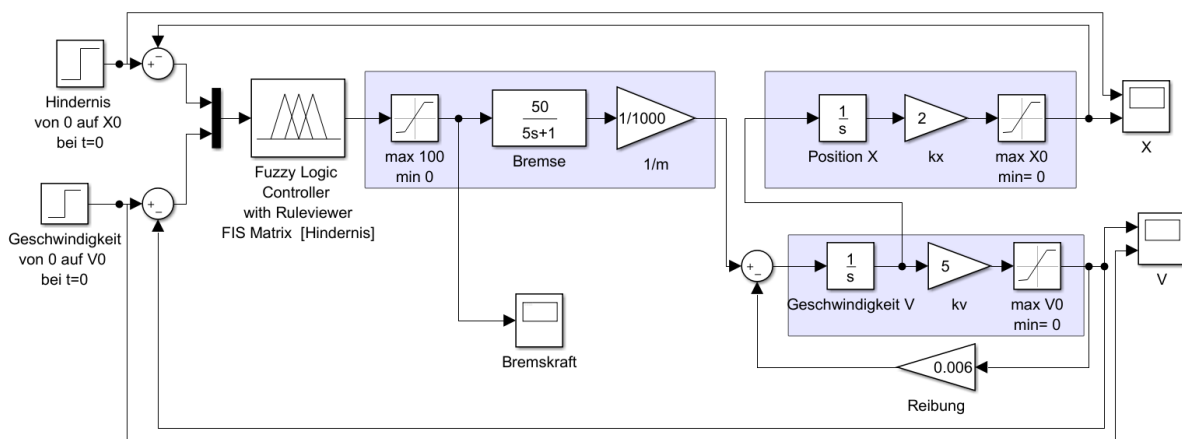 Hindernis
von 0 auf X0
bei t=0
+
−
Geschwindigkeit
von 0 auf V0
bei t=0
+
−
Fuzzy Logic
Controller
with Ruleviewer
FIS Matrix [Hindernis]
max 100
min 0
50
5s+1
Bremse
1/1000
1/m
Bremskraft
1
s
Position X
2
kx
max X0
min= 0
X
+
−
1
s
Geschwindigkeit V
5
kv
max V0
min= 0
V
0.006
Reibung